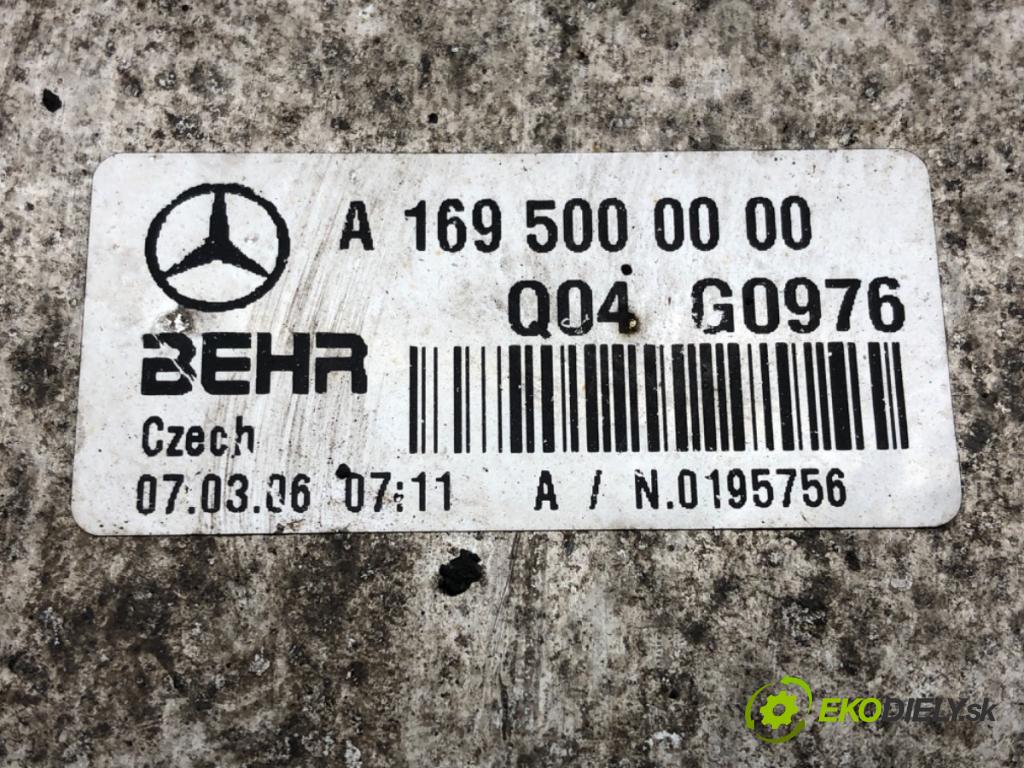 A 169 500 00 00
Q04 G0976
BEHR
Czech
07.03.06 07:11 A / N.0195756
EKODIELY.sk